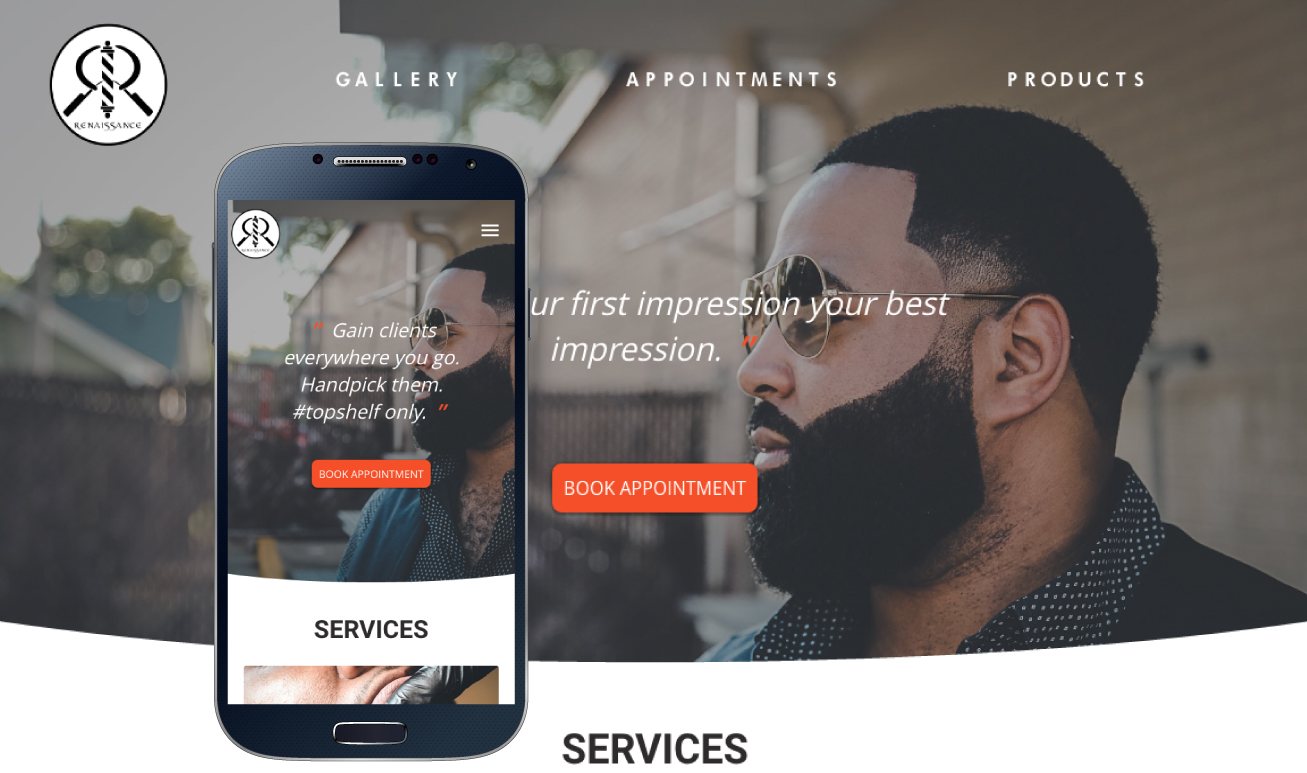 RENAISSANCE
GALLERY
APPOINTMENTS
PRODUCTS
RENAISSANCE
" Gain clients
everywhere you go.
Handpick them.
#topshelf only. "
BOOK APPOINTMENT
SERVICES
ur first impression your best
impression. "
BOOK APPOINTMENT
SERVICES